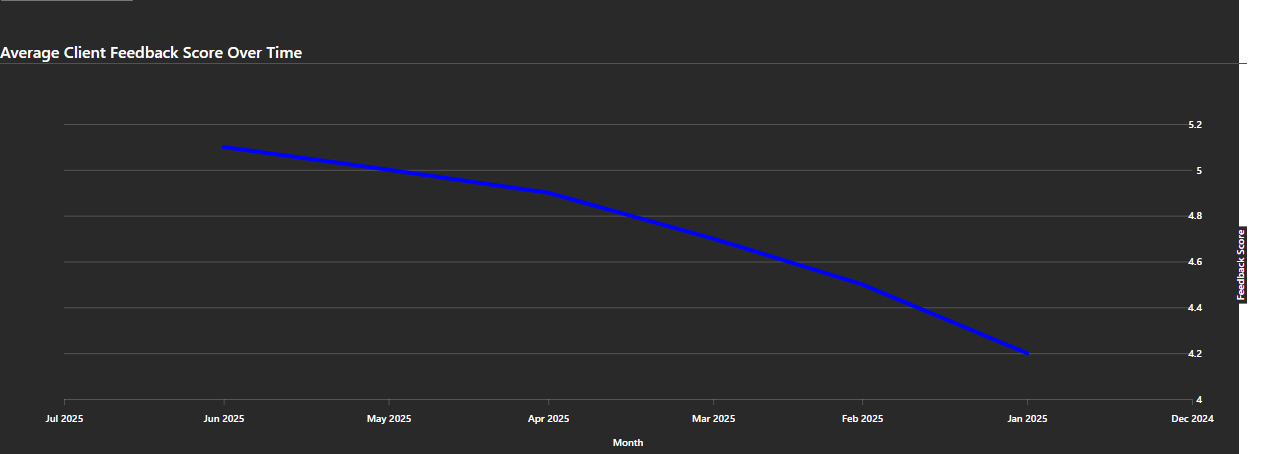 Average Client Feedback Score Over Time
5.2
5
4.8
4.6
4.4
4.2
4
Feedback Score
Jul 2025
Jun 2025
May 2025
Apr 2025
Mar 2025
Feb 2025
Jan 2025
Dec 2024
Month